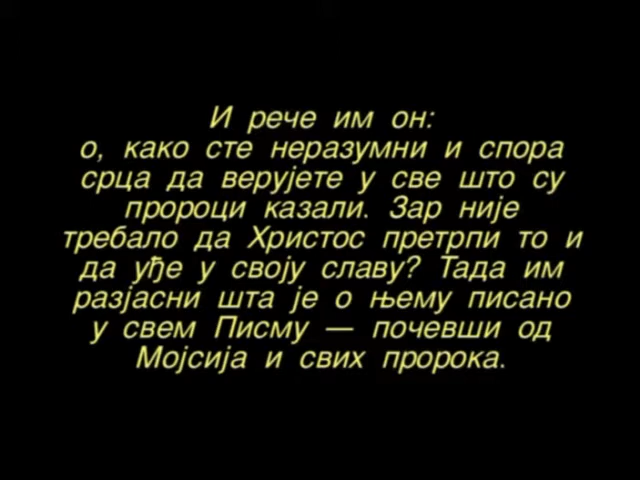 И рече им он:
о, како сте неразумни и спора
срца да верујете у све што су
пророци казали. Зар није
требало да Христос претрпи то и
да уђе у своју славу? Тада им
разјасни шта је о њему писано
у свем Писму — почевши од
Мојсија и свих пророка.